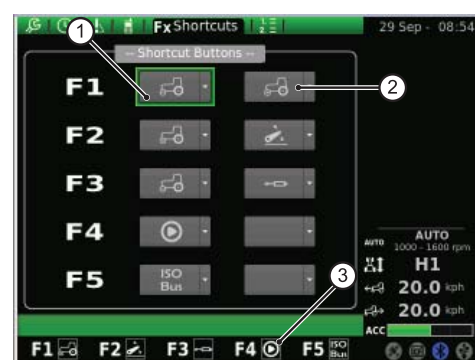 Fx Shortcuts
29 Sep - 08:54
1
-- Shortcut Buttons --
F1
2
F2
F3
F4
F5
ISO
Bus
3
AUTO
AUTO
1000 - 1600 rpm
H1
20.0 kph
20.0 kph
ACC
F1
F2
F3
F4
F5
ISO
Bus